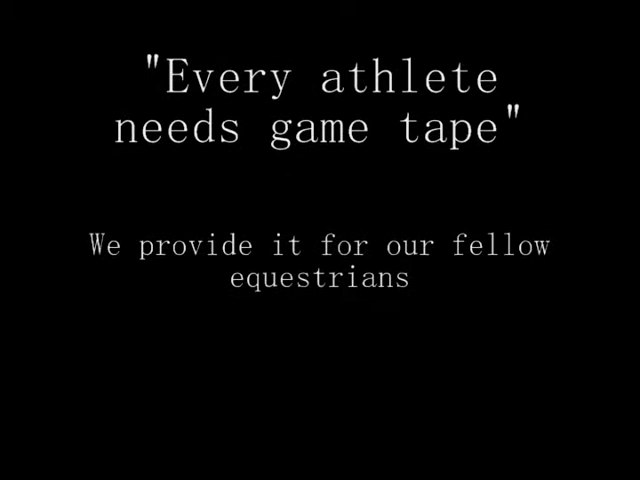 "Every athlete
needs game tape"
We provide it for our fellow
equestrians